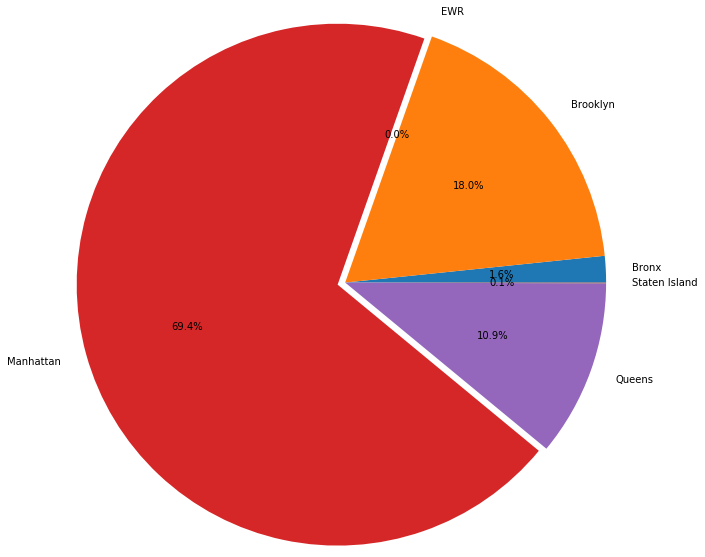 EWR
Brooklyn
0.0%
18.0%
Bronx
1.6%
Staten Island
0.1%
69.4%
10.9%
Manhattan
Queens